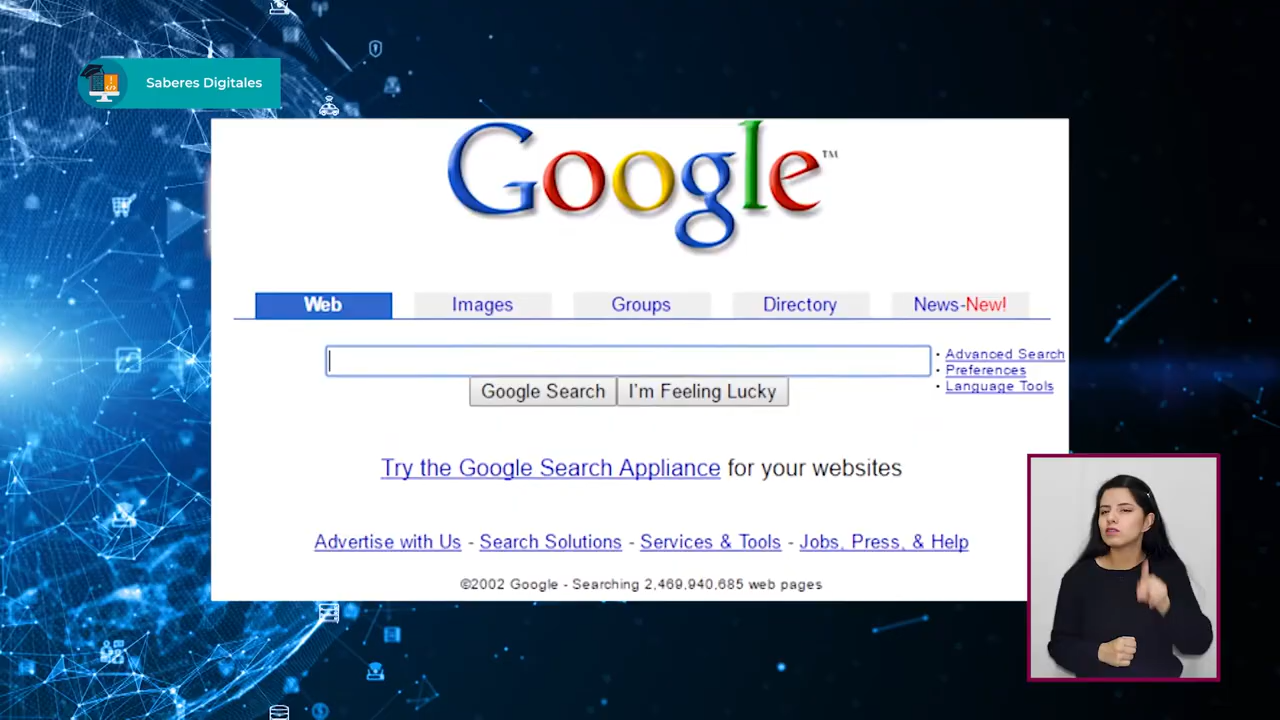 Saberes Digitales
Google™
Web Images Groups Directory News-New!
• Advanced Search
• Preferences
• Language Tools
Google Search I'm Feeling Lucky
Try the Google Search Appliance for your websites
Advertise with Us - Search Solutions - Services & Tools - Jobs, Press, & Help
©2002 Google - Searching 2,469,940,685 web pages